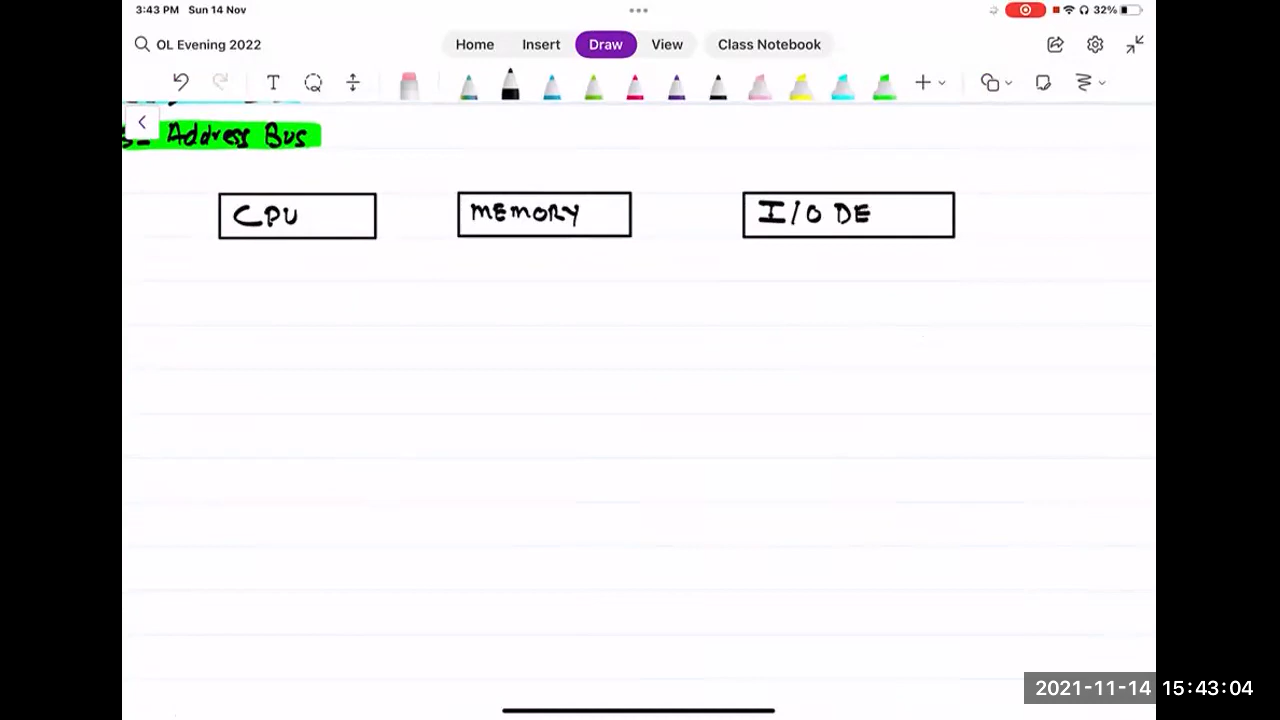 3:43 PM Sun 14 Nov
32%
OL Evening 2022
Home Insert Draw View Class Notebook
T
Address Bus
CPU MEMORY I/O DE
2021-11-14 15:43:04